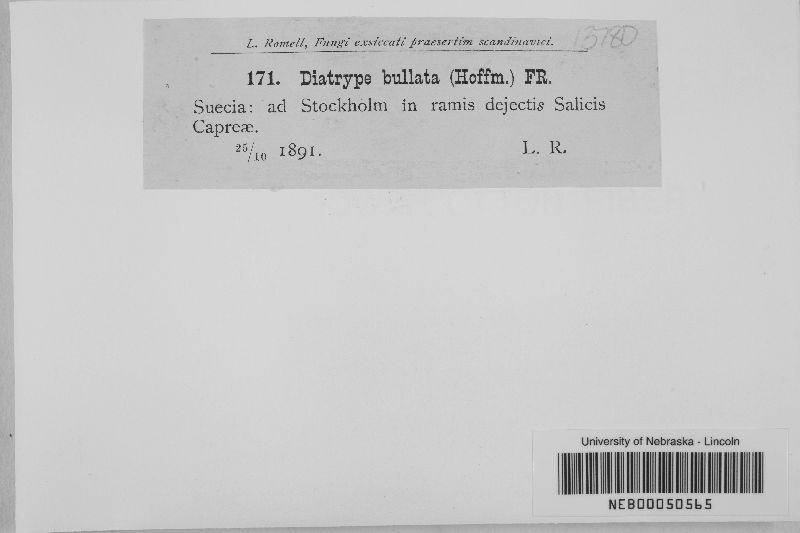 L. Romell, Fungi exsiccati praesertim scandinavici. 13780
171. Diatrype bullata (Hoffm.) FR.
Suecia: ad Stockholm in ramis dejectis Salicis
Capreæ.
25/10 1891. L. R.
University of Nebraska - Lincoln
NEB00050565